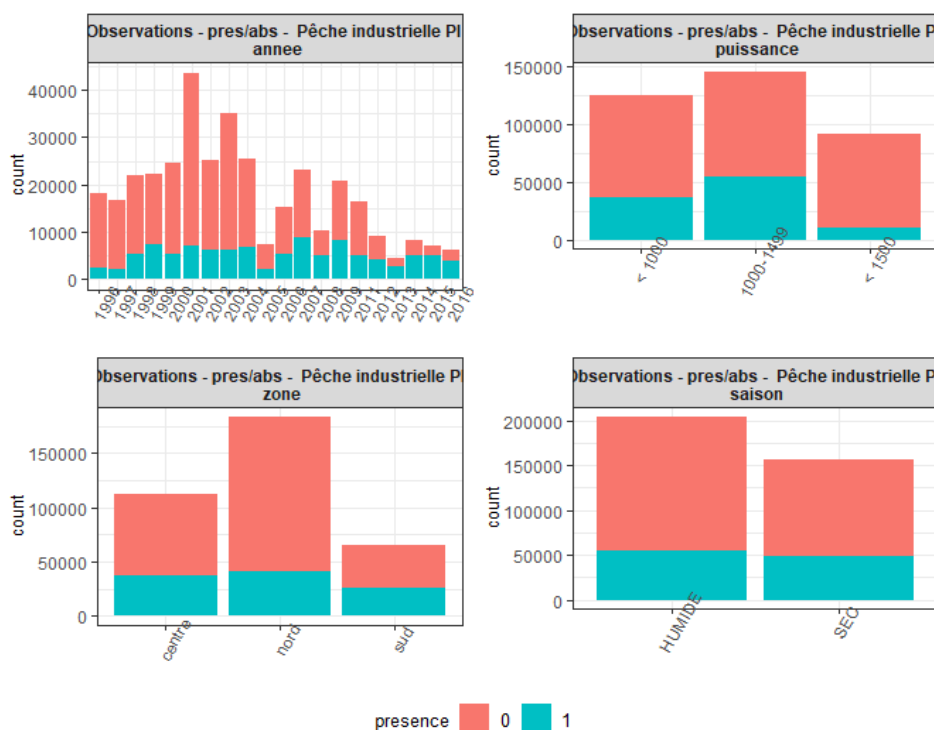 Observations - pres/abs - Pêche industrielle
annee
count
40000
30000
20000
10000
0
1996
1997
1998
1999
2000
2001
2002
2003
2004
2005
2006
2007
2008
2009
2011
2012
2013
2014
2015
2016
Observations - pres/abs - Pêche industrielle
puissance
count
150000
100000
50000
0
< 1000
1000-1499
< 1500
Observations - pres/abs - Pêche industrielle
zone
count
150000
100000
50000
0
centre
nord
sud
Observations - pres/abs - Pêche industrielle
saison
count
200000
150000
100000
50000
0
HUMIDE
SEC
presence 0 1